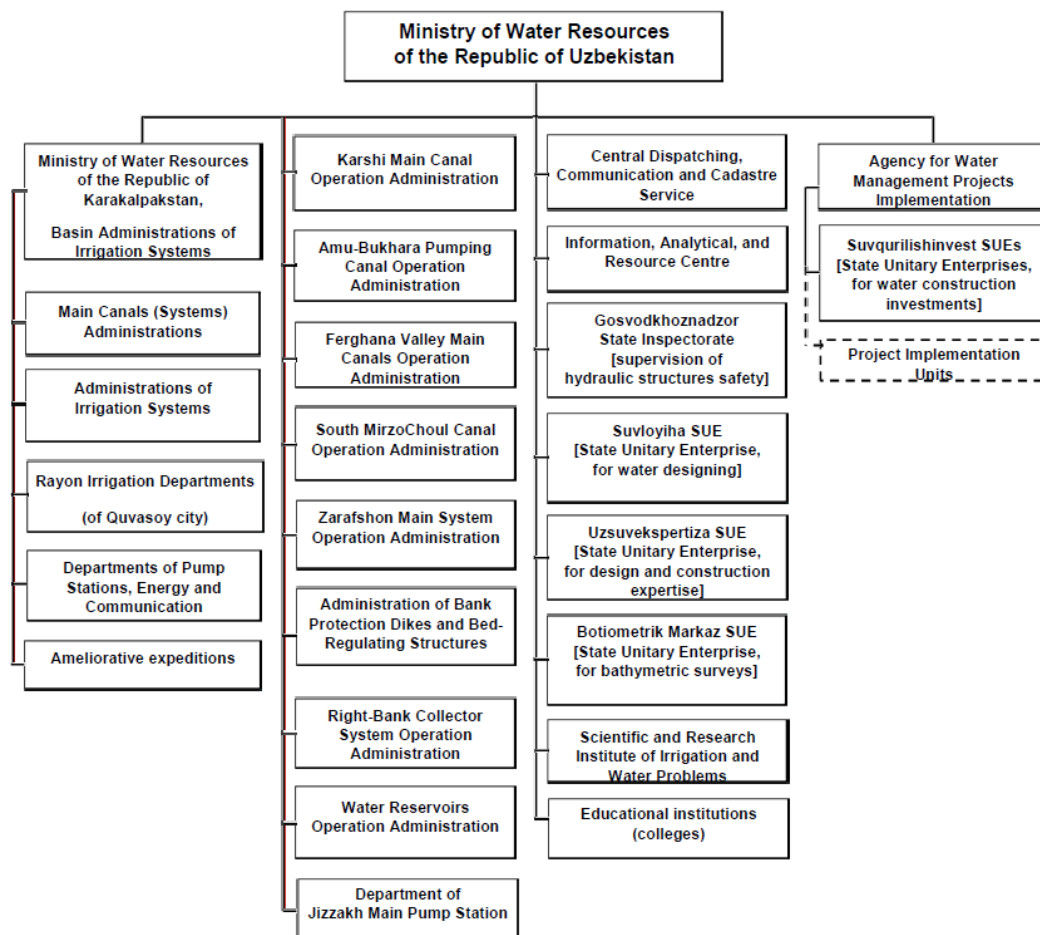 Ministry of Water Resources
of the Republic of Uzbekistan
Ministry of Water Resources
of the Republic of
Karakalpakstan,
Basin Administrations of
Irrigation Systems
Main Canals (Systems)
Administrations
Administrations of
Irrigation Systems
Rayon Irrigation Departments
(of Quvasoy city)
Departments of Pump
Stations, Energy and
Communication
Ameliorative expeditions
Karshi Main Canal
Operation Administration
Amu-Bukhara Pumping
Canal Operation
Administration
Ferghana Valley Main
Canals Operation
Administration
South MirzoChoul Canal
Operation Administration
Zarafshon Main System
Operation Administration
Administration of Bank
Protection Dikes and Bed-
Regulating Structures
Right-Bank Collector
System Operation
Administration
Water Reservoirs
Operation Administration
Department of
Jizzakh Main Pump Station
Central Dispatching,
Communication and Cadastre
Service
Information, Analytical, and
Resource Centre
Gosvodkhoznadzor
State Inspectorate
[supervision of
hydraulic structures safety]
Suvloyiha SUE
[State Unitary Enterprise,
for water designing]
Uzsuvekspertiza SUE
[State Unitary Enterprise,
for design and construction
expertise]
Botiometrik Markaz SUE
[State Unitary Enterprise,
for bathymetric surveys]
Scientific and Research
Institute of Irrigation and
Water Problems
Educational institutions
(colleges)
Agency for Water
Management Projects
Implementation
Suvqurilishinvest SUEs
[State Unitary Enterprises,
for water construction
investments]
Project Implementation
Units